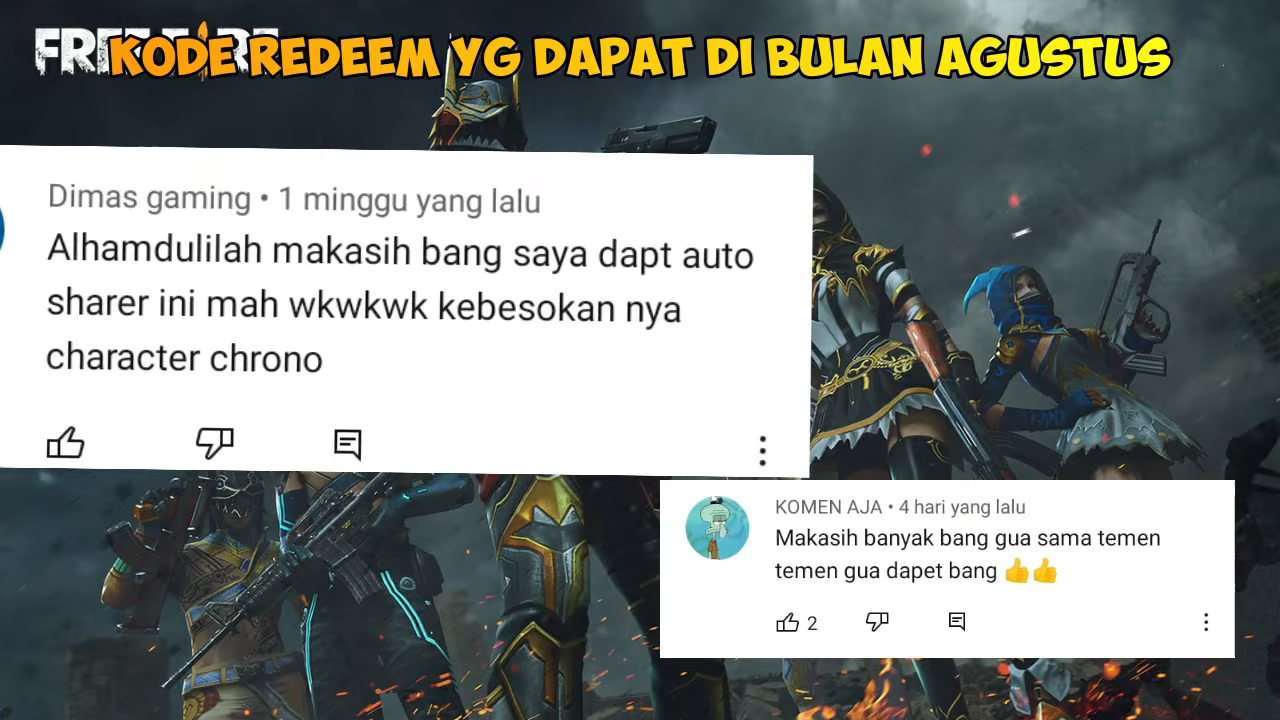 FREE FIRE
KODE REDEEM YG DAPAT DI BULAN AGUSTUS
Dimas gaming • 1 minggu yang lalu
Alhamdulilah makasih bang saya dapt auto
sharer ini mah wkwkwk kebesokan nya
character chrono
KOMEN AJA • 4 hari yang lalu
Makasih banyak bang gua sama temen
temen gua dapet bang 👍👍
2